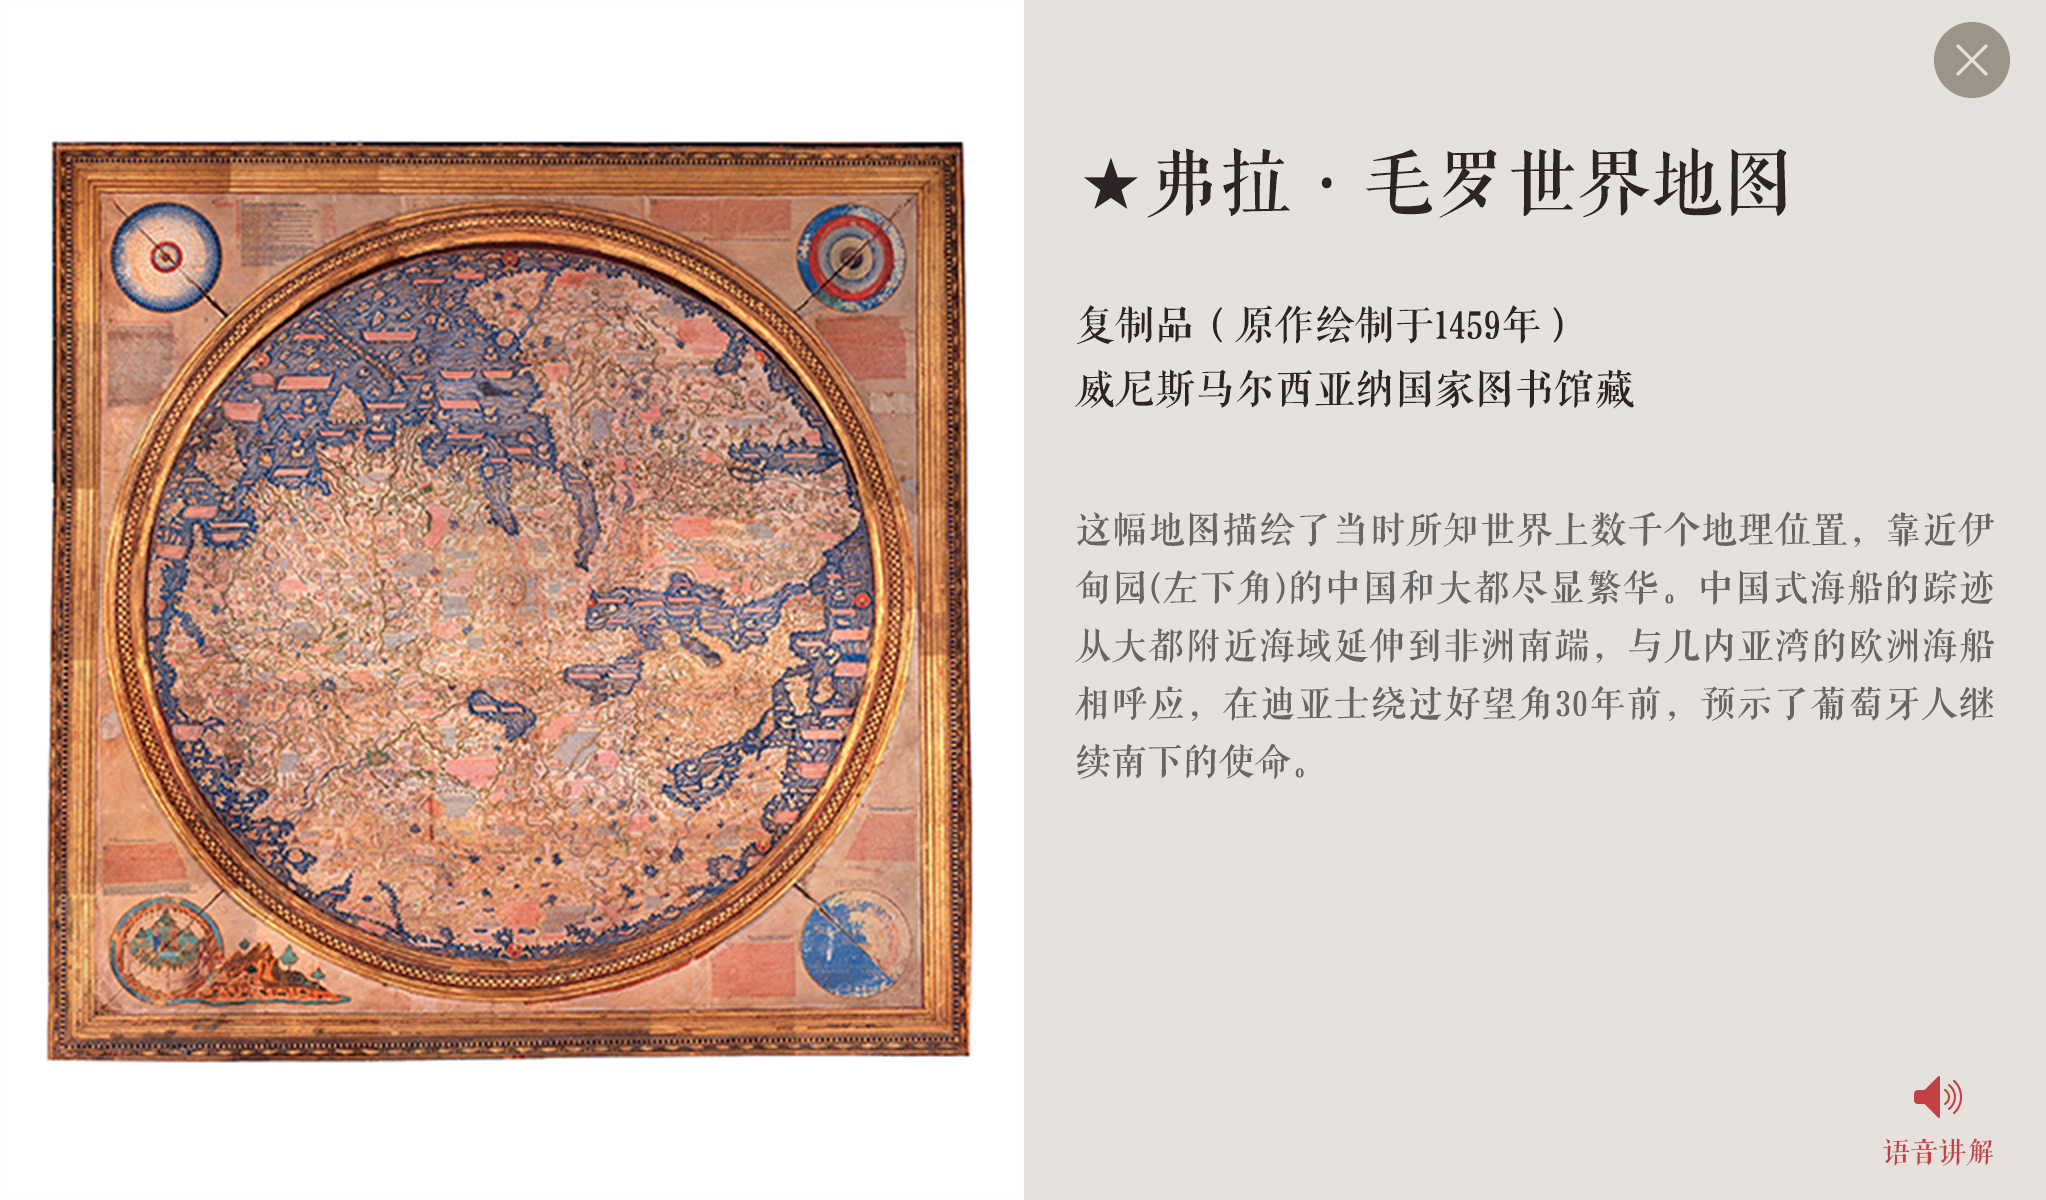 ★弗拉·毛罗世界地图
复制品（原作绘制于1459年）
威尼斯马尔西亚纳国家图书馆藏
这幅地图描绘了当时所知世界上数千个地理位置，靠近伊
甸园(左下角)的中国和大都尽显繁华。中国式海船的踪迹
从大都附近海域延伸到非洲南端，与几内亚湾的欧洲海船
相呼应，在迪亚士绕过好望角30年前，预示了葡萄牙人继
续南下的使命。
语音讲解